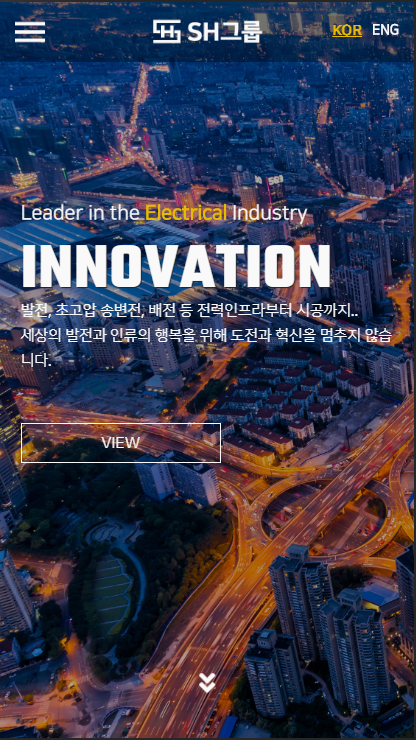 SH그룹
KOR ENG
Leader in the Electrical Industry
INNOVATION
발전, 초고압 송변전, 배전 등 전력인프라부터 시공까지..
세상의 발전과 인류의 행복을 위해 도전과 혁신을 멈추지 않습
니다.
VIEW